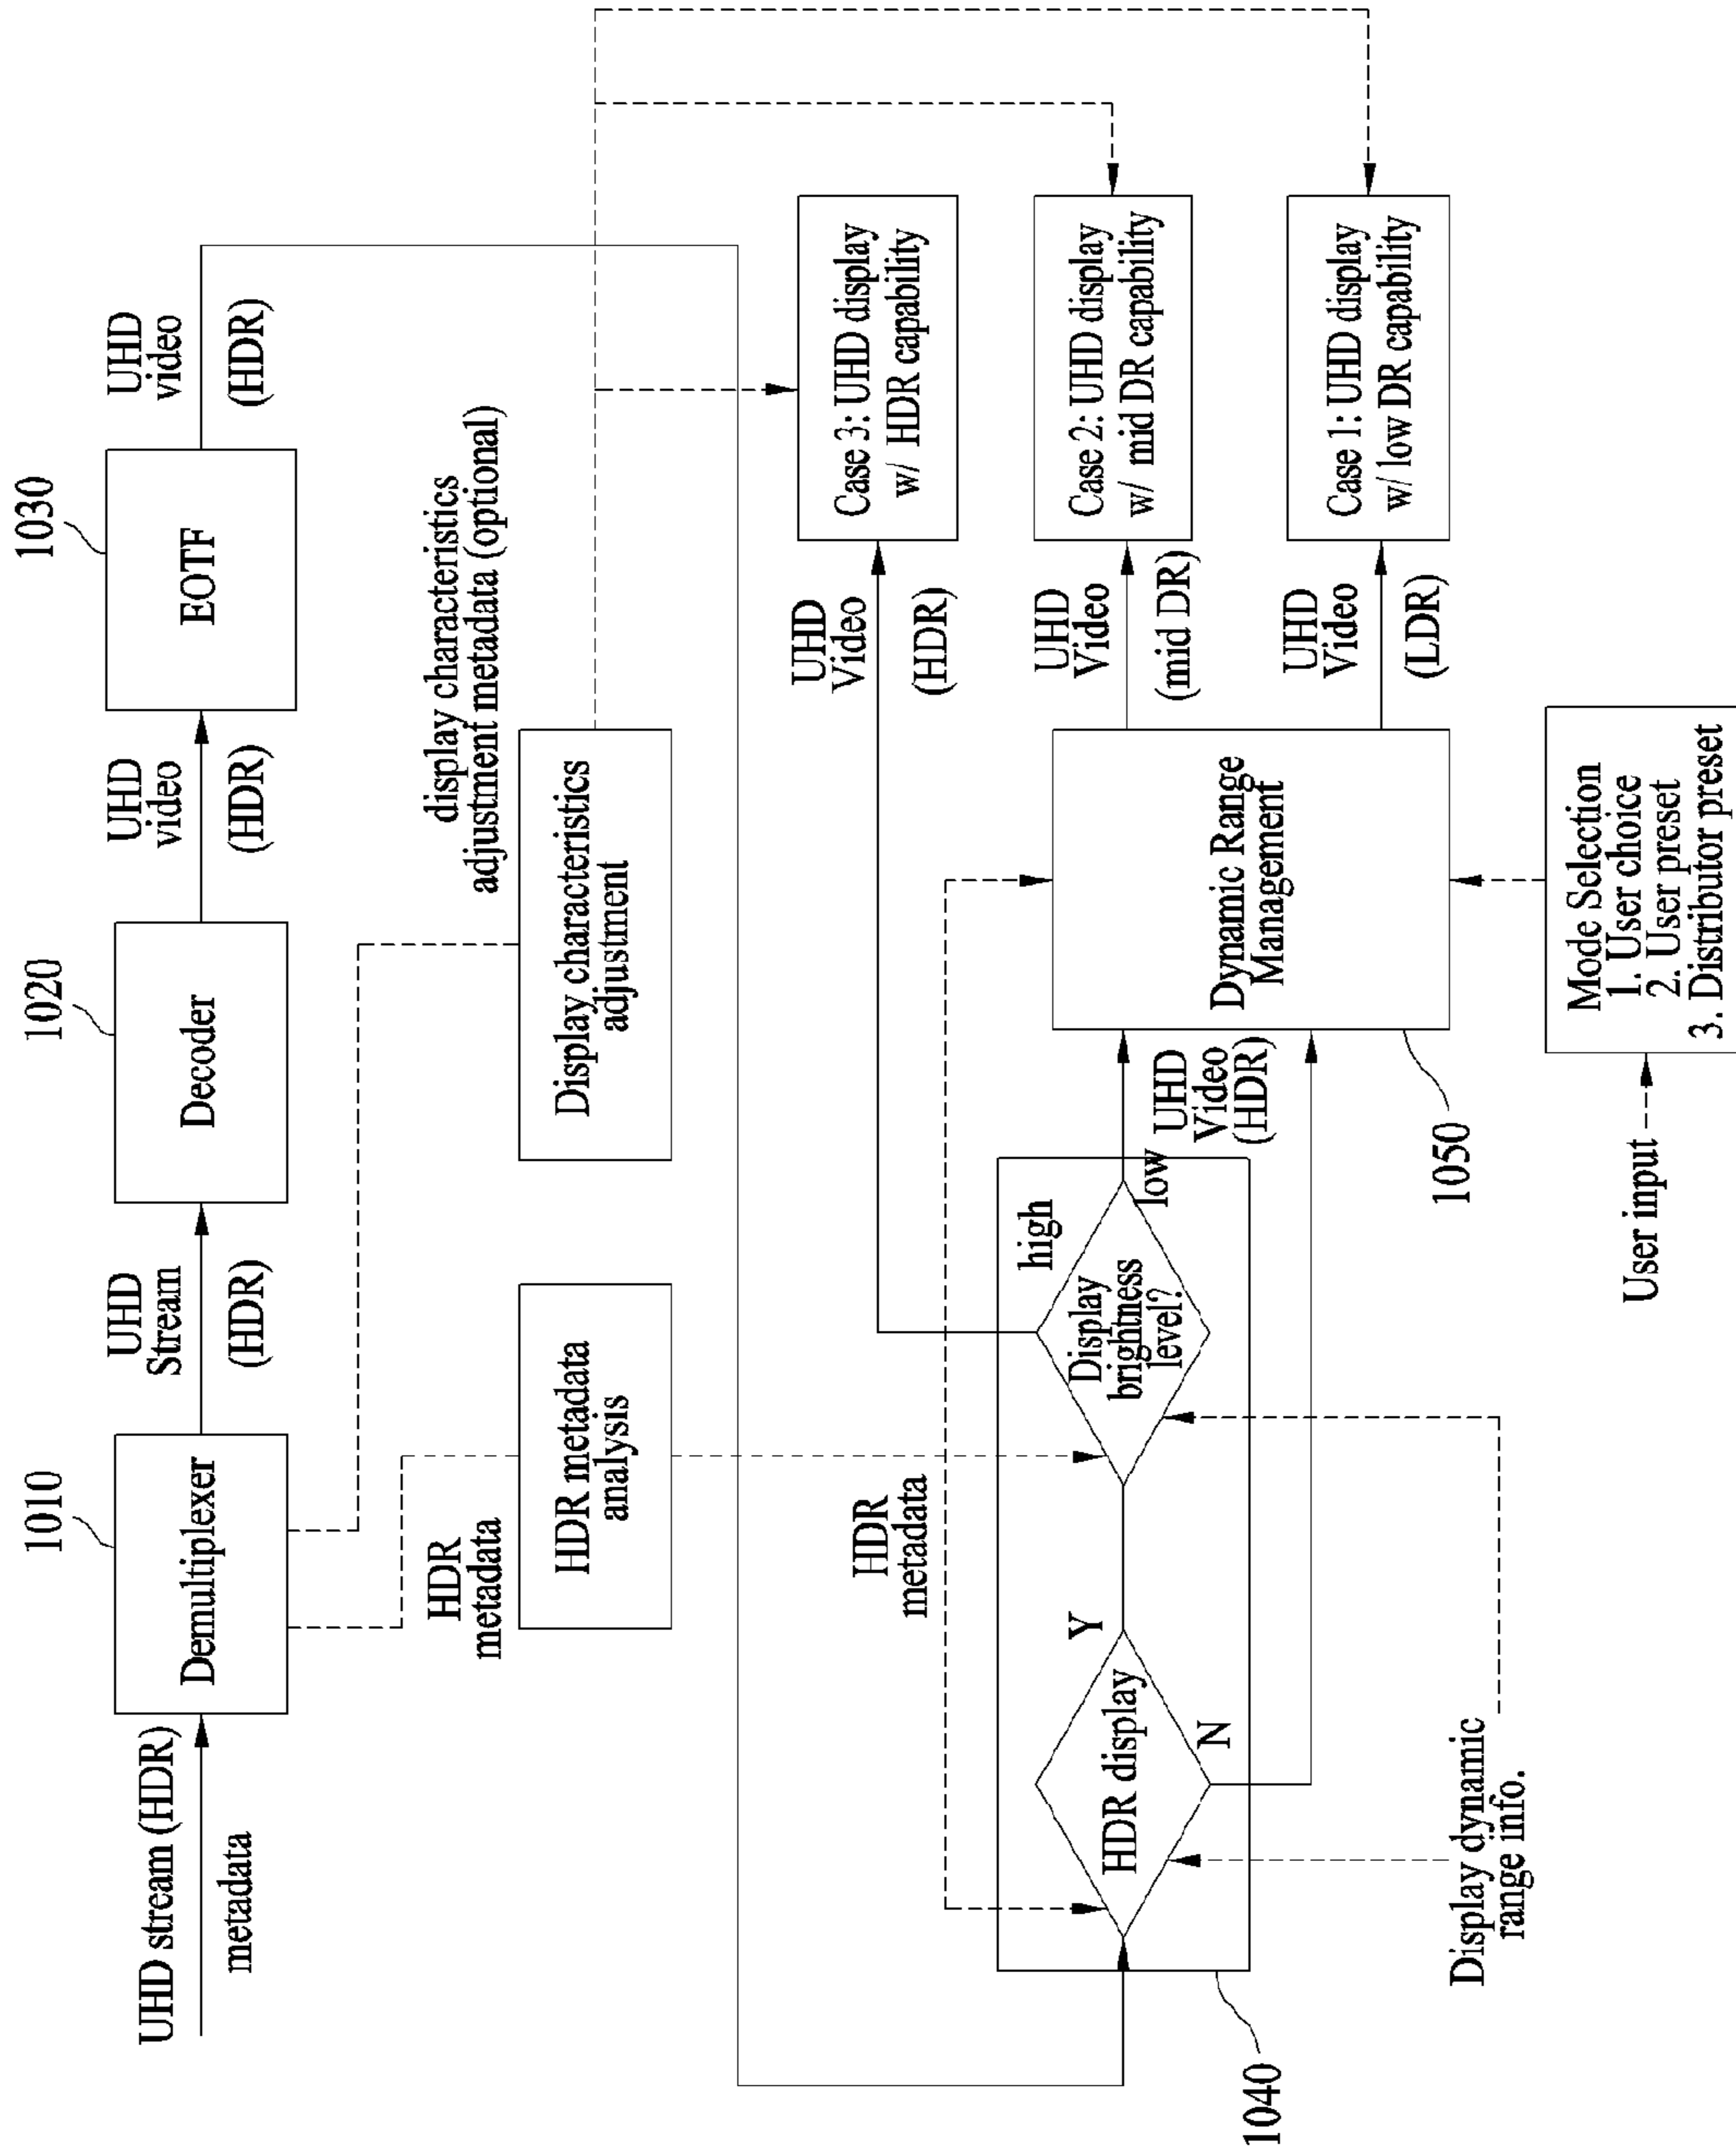 1010
1020
1030
UHD stream (HDR)
metadata
Demultiplexer
UHD
Stream
(HDR)
Decoder
UHD
video
(HDR)
EOTF
UHD
video
(HDR)
HDR
metadata
HDR metadata
analysis
Display characteristics
adjustment
display characteristics
adjustment metadata (optional)
UHD
Video
(HDR)
Case 3: UHD display
w/ HDR capability
HDR
metadata
HDR display
Y
N
Display
brightness
level?
high
low
UHD
Video
(HDR)
Dynamic Range
Management
UHD
Video
(mid DR)
Case 2: UHD display
w/ mid DR capability
UHD
Video
(LDR)
Case 1: UHD display
w/ low DR capability
1040
1050
Display dynamic
range info.
User input
Mode Selection
1. User choice
2. User preset
3. Distributor preset